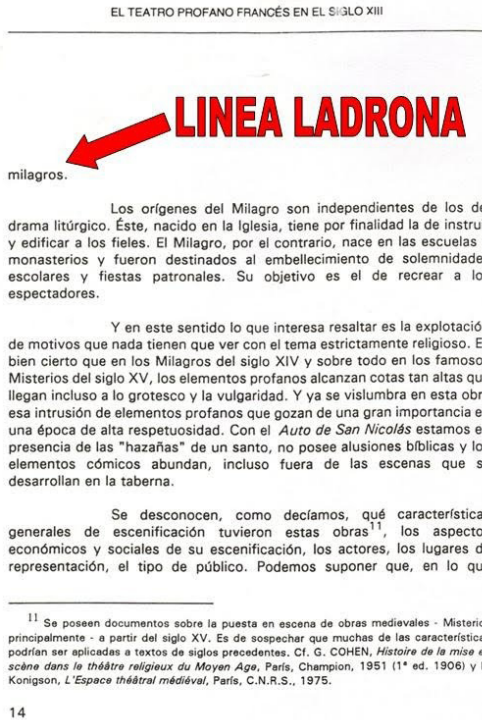 EL TEATRO PROFANO FRANCÉS EN EL SIGLO XIII
LINEA LADRONA
milagros.
Los orígenes del Milagro son independientes de los de
drama litúrgico. Éste, nacido en la Iglesia, tiene por finalidad la de instru
y edificar a los fieles. El Milagro, por el contrario, nace en las escuelas
monasterios y fueron destinados al embellecimiento de solemnidade
escolares y fiestas patronales. Su objetivo es el de recrear a lo
espectadores.
Y en este sentido lo que interesa resaltar es la explotació
de motivos que nada tienen que ver con el tema estrictamente religioso. E
bien cierto que en los Milagros del siglo XIV y sobre todo en los famoso
Misterios del siglo XV, los elementos profanos alcanzan cotas tan altas qu
llegan incluso a lo grotesco y la vulgaridad. Y ya se vislumbra en esta obr
esa intrusión de elementos profanos que gozan de una gran importancia e
una época de alta respetuosidad. Con el Auto de San Nicolás estamos e
presencia de las "hazañas" de un santo, no posee alusiones bíblicas y lo
elementos cómicos abundan, incluso fuera de las escenas que s
desarrollan en la taberna.
Se desconocen, como decíamos, qué característica
generales de escenificación tuvieron estas obras11, los aspecto
económicos y sociales de su escenificación, los actores, los lugares d
representación, el tipo de público. Podemos suponer que, en lo qu
11 Se poseen documentos sobre la puesta en escena de obras medievales - Misterio
principalmente - a partir del siglo XV. Es de sospechar que muchas de las característica
podrían ser aplicadas a textos de siglos precedentes. Cf. G. COHEN, Histoire de la mise e
scène dans le théâtre religieux du Moyen Age, París, Champion, 1951 (1ª ed. 1906) y
Konigson, L'Espace théâtral médiéval, París, C.N.R.S., 1975.
14